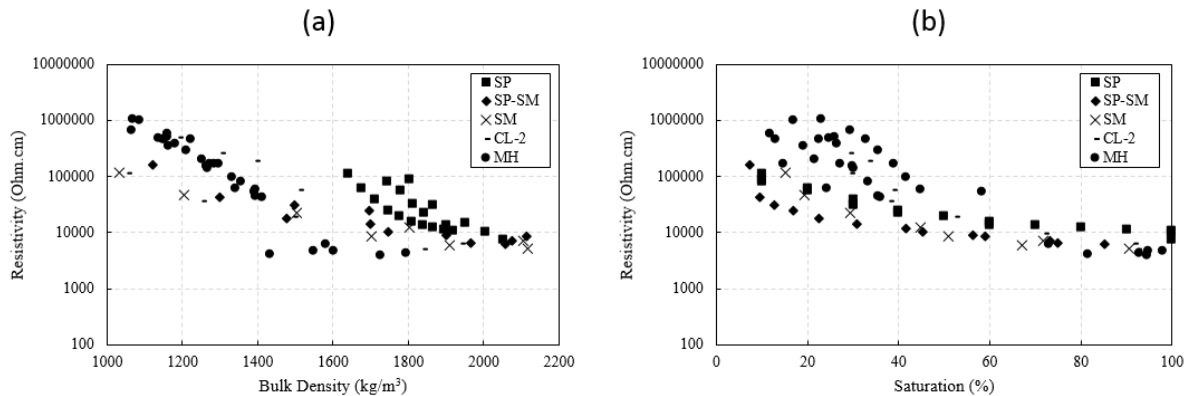 (a)
10000000
1000000
100000
10000
1000
100
Resistivity (Ohm.cm)
1000 1200 1400 1600 1800 2000 2200
Bulk Density (kg/m³)
SP
SP-SM
SM
CL-2
MH
(b)
10000000
1000000
100000
10000
1000
100
Resistivity (Ohm.cm)
0 20 40 60 80 100
Saturation (%)
SP
SP-SM
SM
CL-2
MH